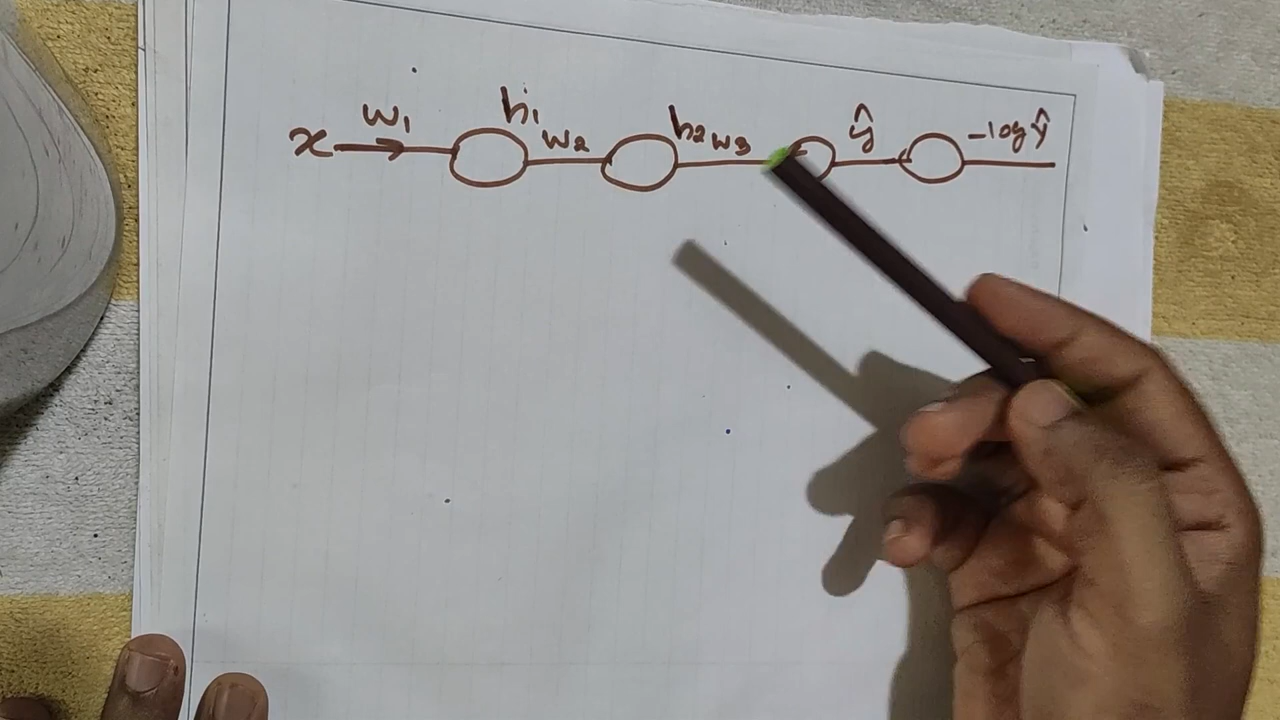 x w₁ h₁ w₂ h₂ w₃ ŷ -log ŷ